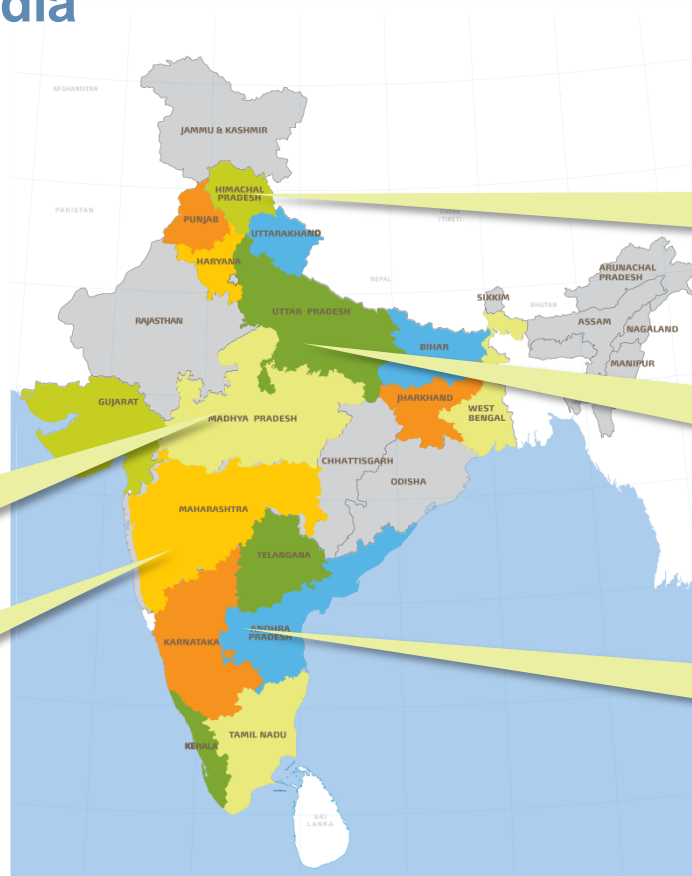 dia
AFGHANISTAN
JAMMU & KASHMIR
HIMACHAL
PRADESH
PAKISTAN
PUNJAB
(TIBET)
UTTARAKHAND
HARYANA
ARUNACHAL
PRADESH
NEPAL
SIKKIM
BHUTAN
UTTAR PRADESH
RAJASTHAN
ASSAM
NAGALAND
BIHAR
MANIPUR
GUJARAT
JHARKHAND
MADHYA PRADESH
WEST
BENGAL
CHHATTISGARH
ODISHA
MAHARASHTRA
TELANGANA
ANDHRA
PRADESH
KARNATAKA
TAMIL NADU
KERALA
SRI
LANKA